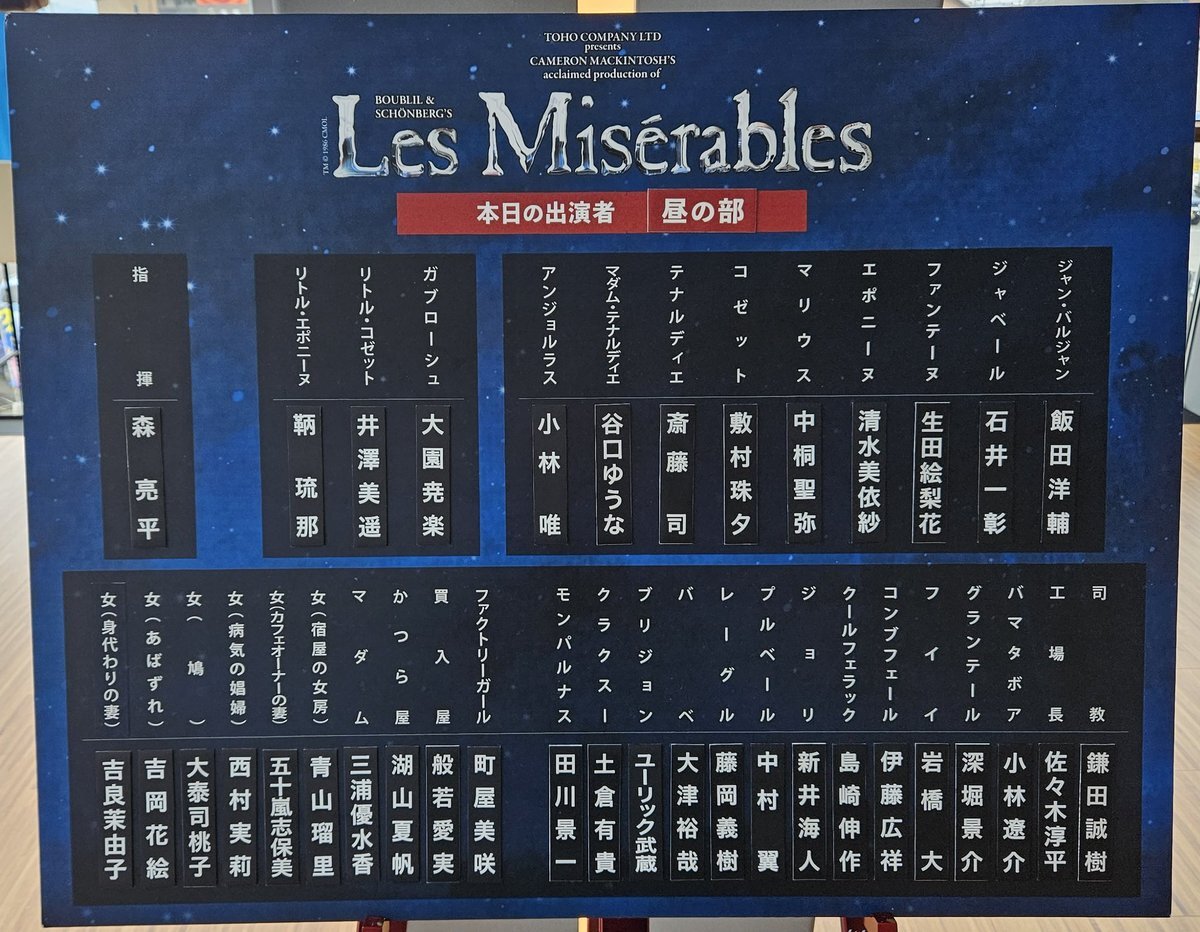 TOHO COMPANY LTD
presents
CAMERON MACKINTOSH'S
acclaimed production of
BOUBLIL &
SCHÖNBERG'S
Les Misérables
TM © 1986 CMOL
本日の出演者 昼の部
ジャン・バルジャン 飯田洋輔
ジャベール 石井一彰
ファンテーヌ 生田絵梨花
エポニーヌ 清水美依紗
マリウス 中桐聖弥
コゼット 敷村珠夕
テナルディエ 斎藤司
マダム・テナルディエ 谷口ゆうな
アンジョルラス 小林唯
ガブローシュ 大園尭楽
リトル・コゼット 井澤美遥
リトル・エポニーヌ 鞆琉那
指揮 森亮平
司教 鎌田誠樹
工場長 佐々木淳平
バマタボア 小林遼介
グランテール 深堀景介
フイイ 岩橋大
コンブフェール 伊藤広祥
クールフェラック 島崎伸作
ジョリ 新井海人
プルベール 中村翼
レーグル 藤岡義樹
バベ 大津裕哉
ブリジョン ユーリック武蔵
クラクスー 土倉有貴
モンパルナス 田川景一
ファクトリーガール 町屋美咲
買入屋 般若愛実
かつら屋 湖山夏帆
マダム 三浦優水香
女(宿屋の女房) 青山瑠里
女(カフェオーナーの妻) 五十嵐志保美
女(病気の娼婦) 西村実莉
女(鳩) 大泰司桃子
女(あばずれ) 吉岡花絵
女(身代わりの妻) 吉良茉由子